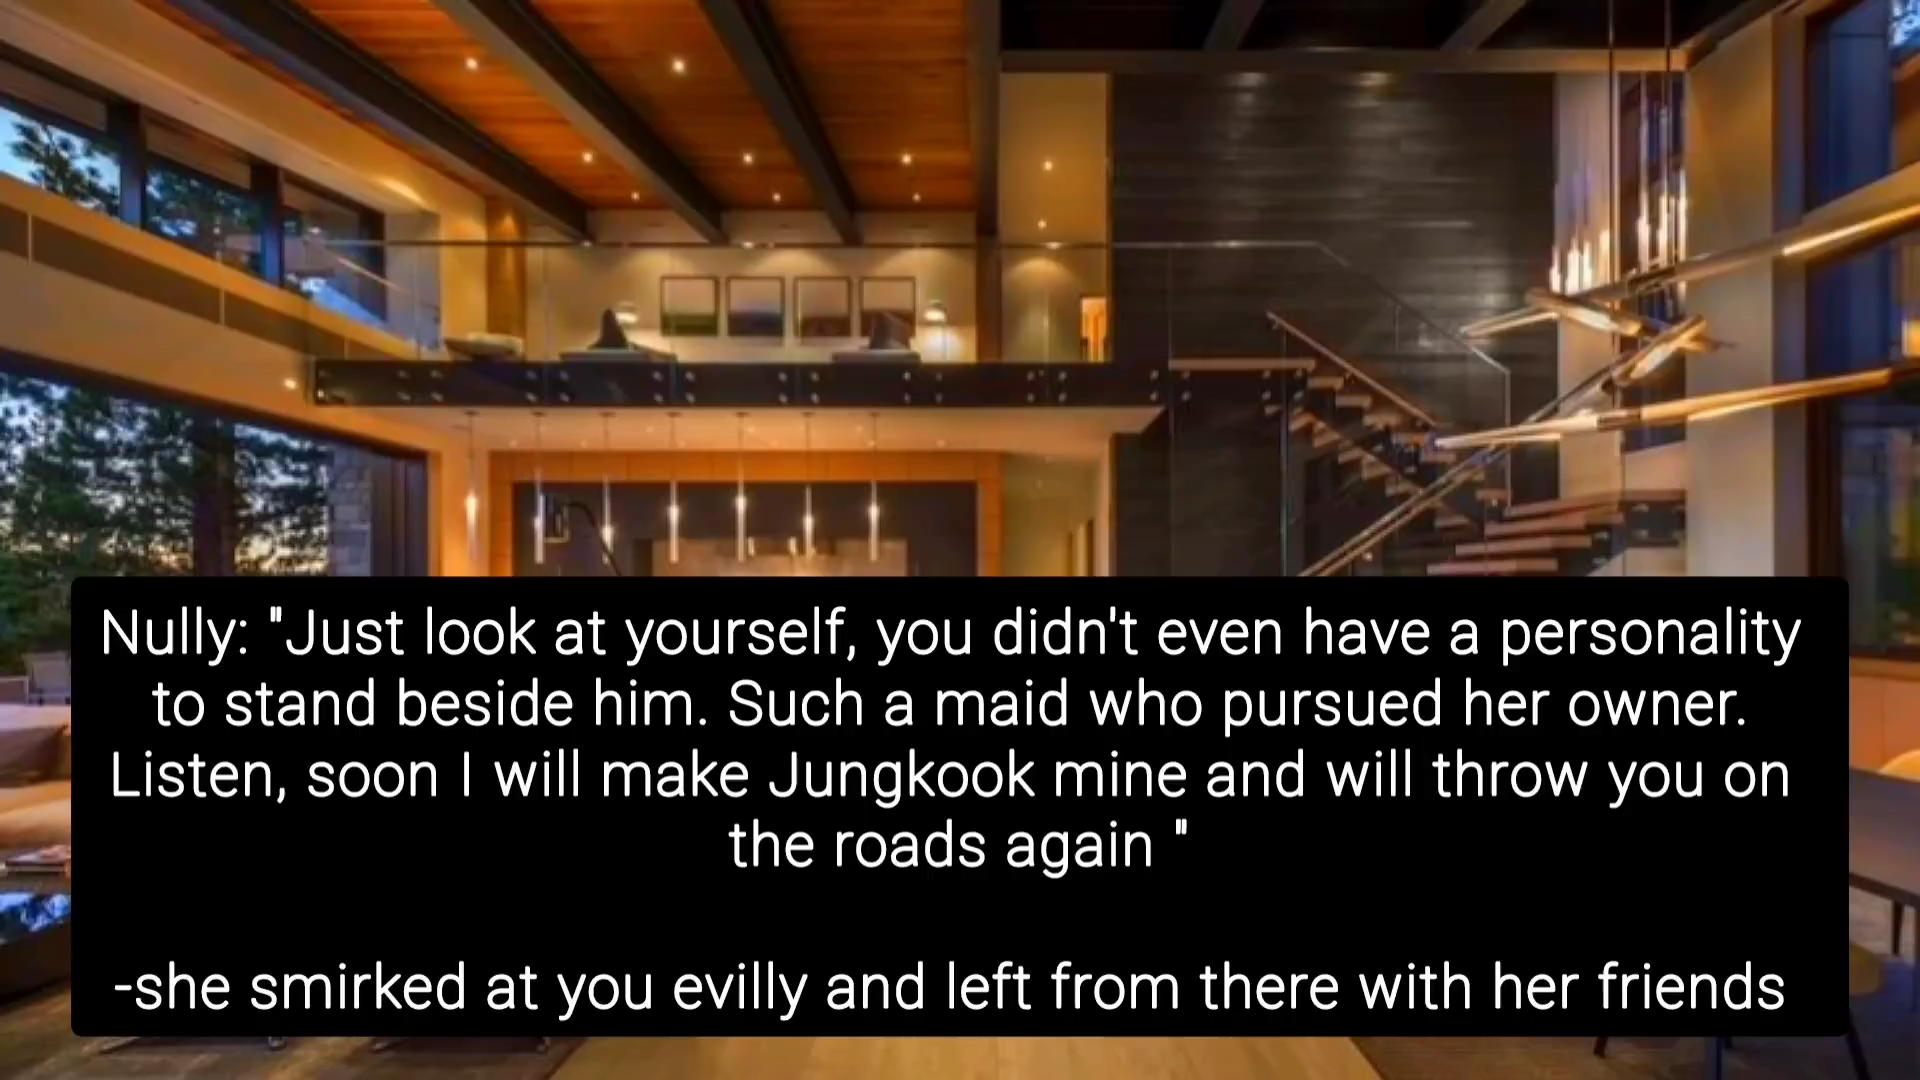 Nully: "Just look at yourself, you didn't even have a personality
to stand beside him. Such a maid who pursued her owner.
Listen, soon I will make Jungkook mine and will throw you on
the roads again "
-she smirked at you evilly and left from there with her friends